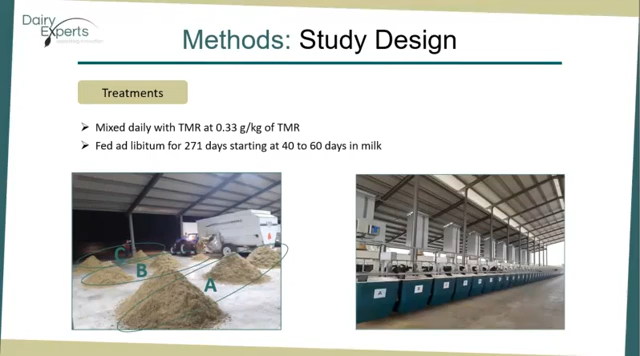 Dairy
Experts
Methods: Study Design
Treatments
Mixed daily with TMR at 0.33 g/kg of TMR
Fed ad libitum for 271 days starting at 40 to 60 days in milk
C
B
A
A